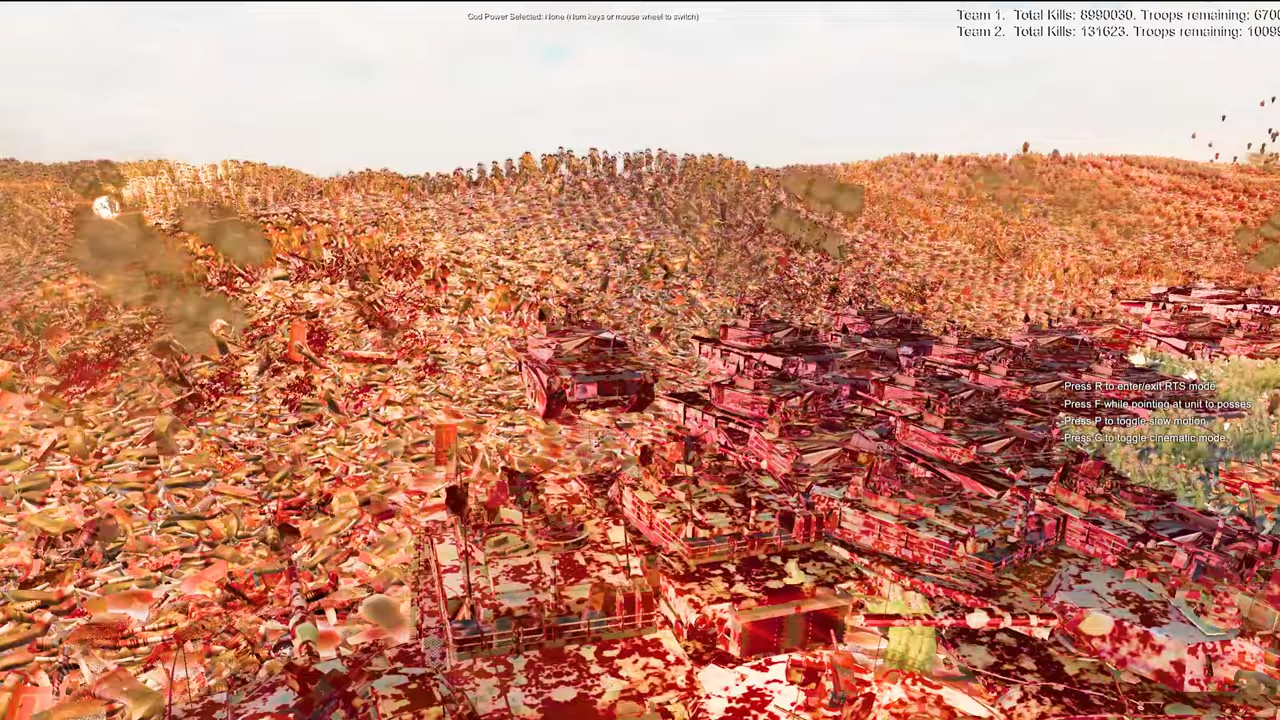 God Power Selected: None (Num keys or mouse wheel to switch)
Team 1. Total Kills: 8990030. Troops remaining: 6700
Team 2. Total Kills: 131623. Troops remaining: 10099
Press R to enter/exit RTS mode
Press F while pointing at unit to posses
Press P to toggle slow motion.
Press C to toggle cinematic mode.